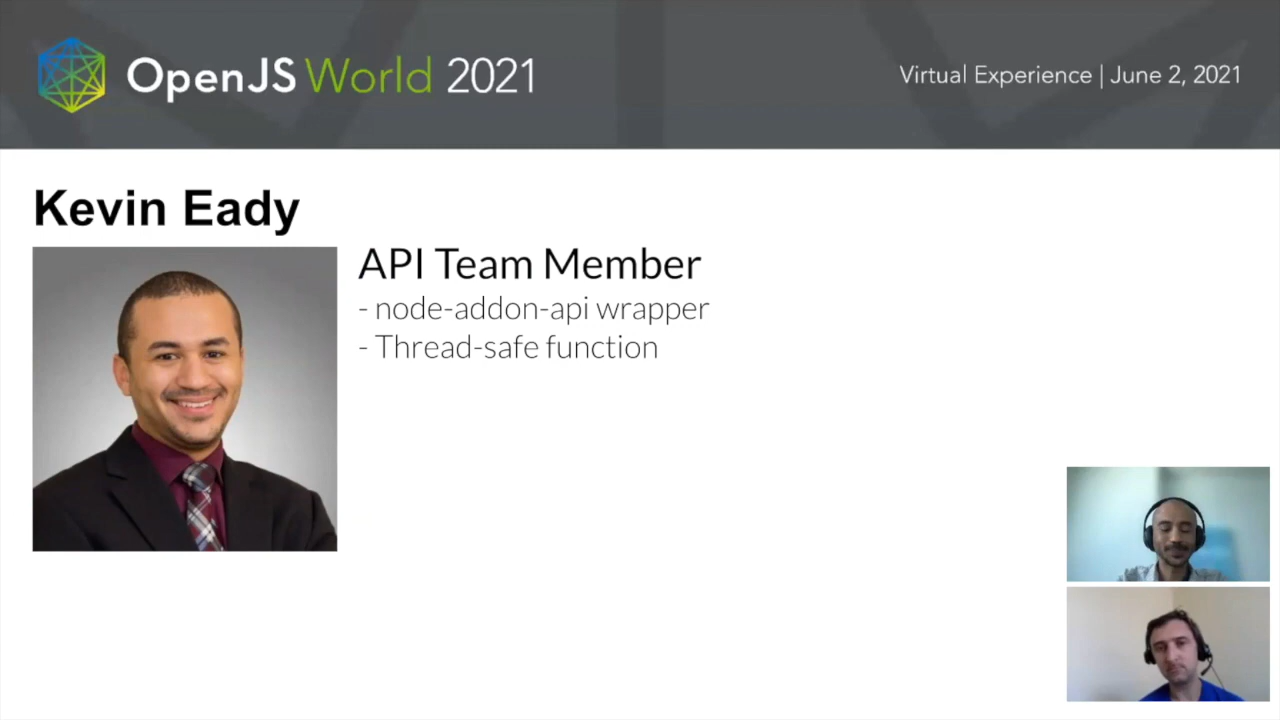 OpenJS World 2021
Virtual Experience | June 2, 2021
Kevin Eady
API Team Member
- node-addon-api wrapper
- Thread-safe function